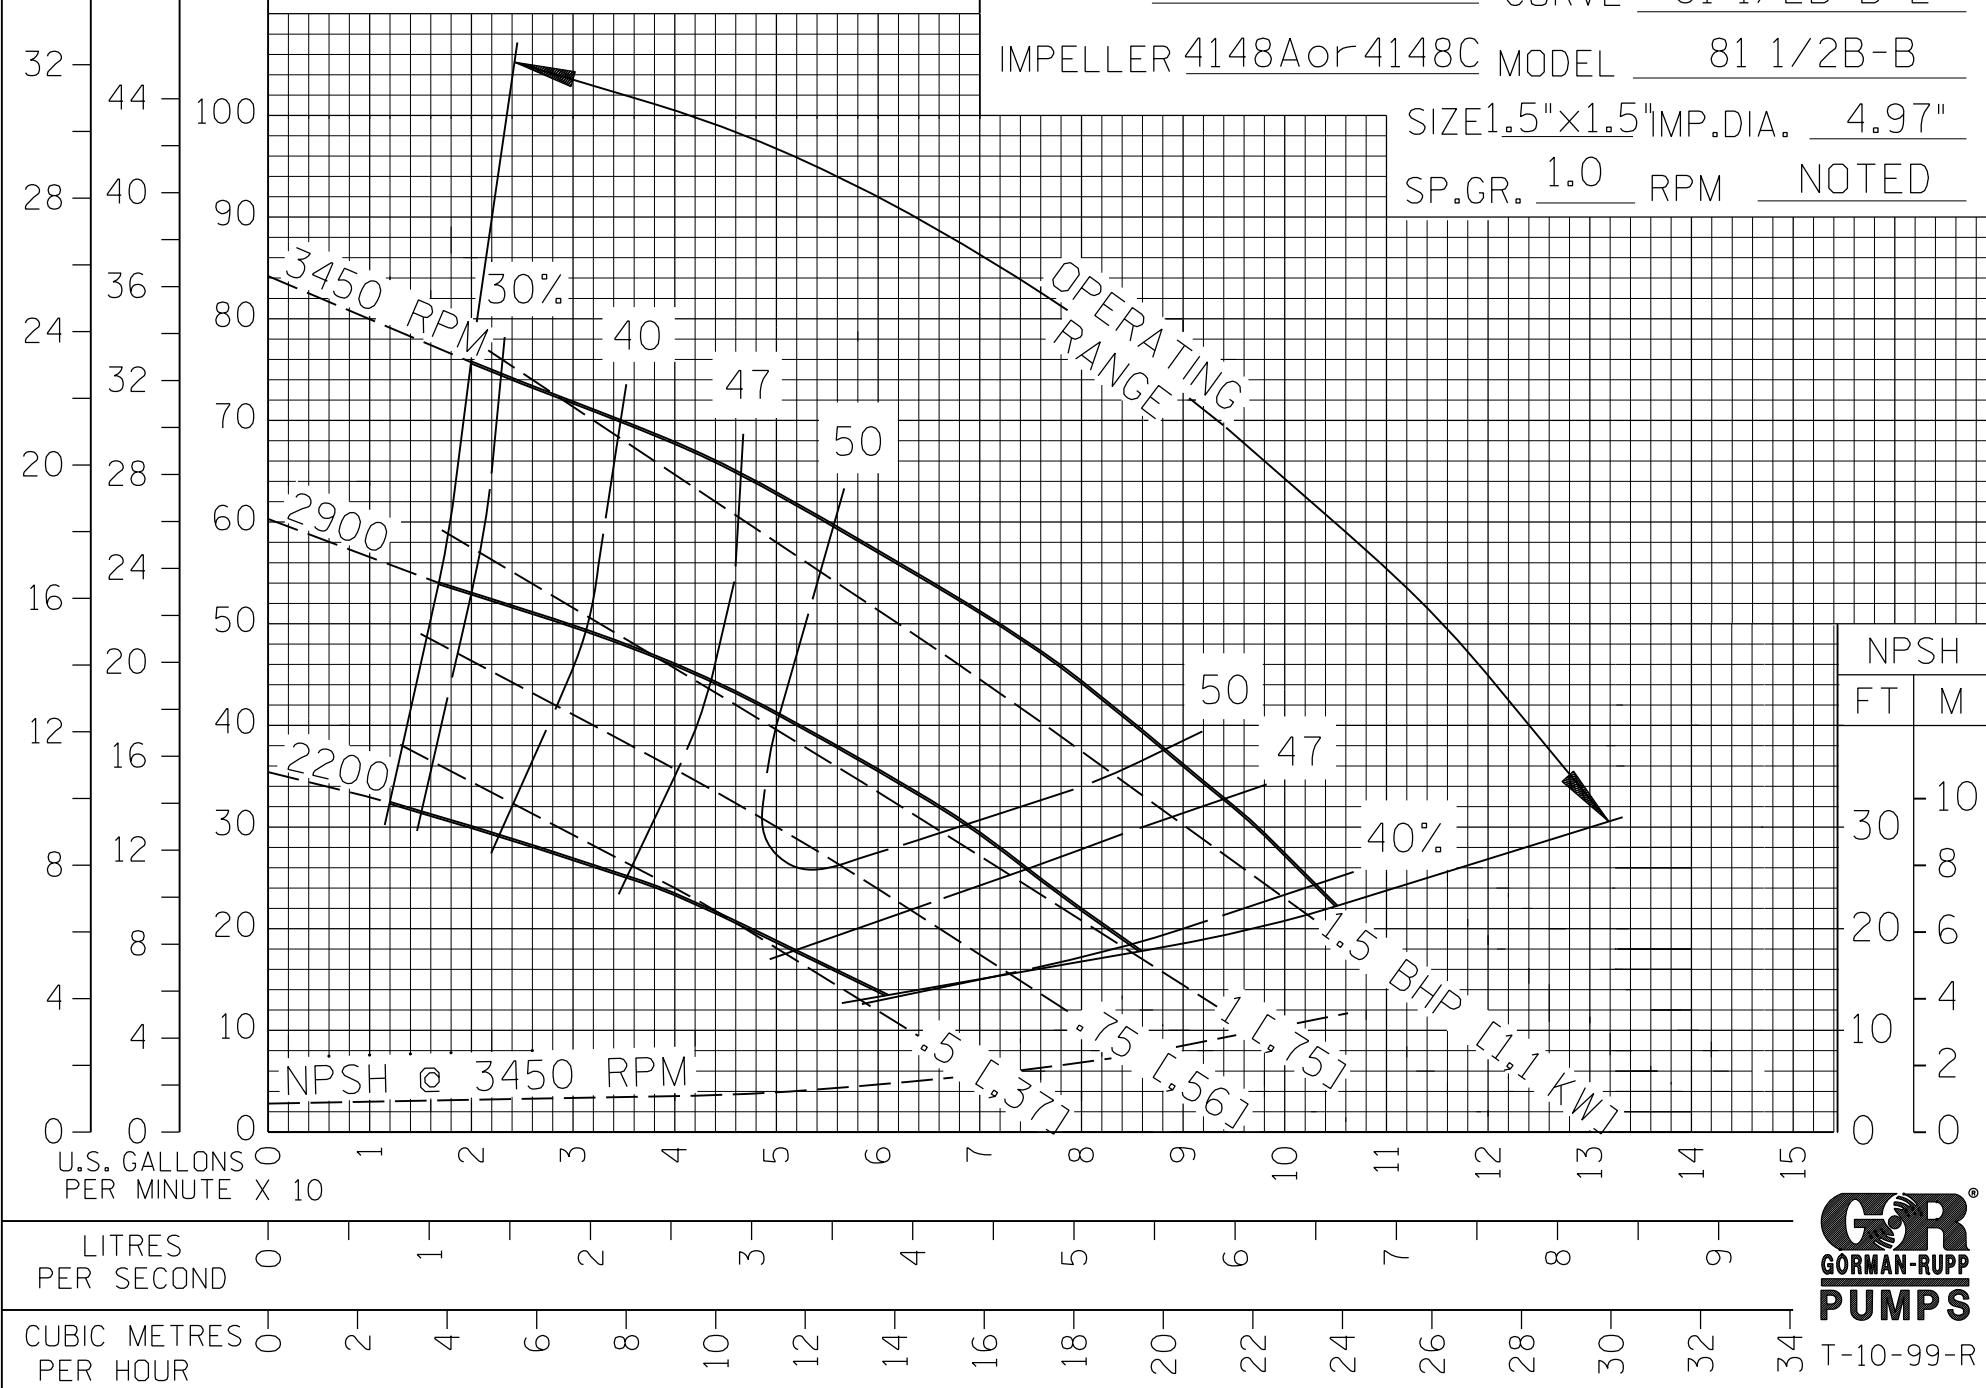 IMPELLER 4148Aor4148C MODEL 81 1/2B-B
SIZE 1.5"x1.5" IMP.DIA. 4.97"
SP.GR. 1.0 RPM NOTED
32
28
24
20
16
12
8
4
0
44
40
36
32
28
24
20
16
12
8
4
0
100
90
80
70
60
50
40
30
20
10
0
3450 RPM
2900
2200
30%
40
47
50
OPERATING
RANGE
50
47
40%
1.5 BHP [1,1 KW]
1 [,75]
.75 [,56]
.5 [,37]
NPSH @ 3450 RPM
NPSH
FT M
30
20
10
0
10
8
6
4
2
0
U.S. GALLONS
PER MINUTE X 10
0 1 2 3 4 5 6 7 8 9 10 11 12 13 14 15
LITRES
PER SECOND
0 1 2 3 4 5 6 7 8 9
CUBIC METRES
PER HOUR
0 2 4 6 8 10 12 14 16 18 20 22 24 26 28 30 32 34
GR®
GORMAN-RUPP
PUMPS
T-10-99-R